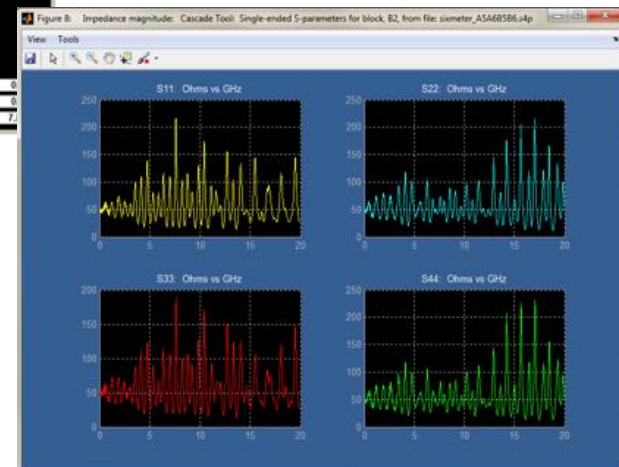 Figure 8: Impedance magnitude: Cascade Tool: Single-ended S-parameters for block, B2, from file: sixmeter_A5A6B5B6.s4p
View Tools
S11: Ohms vs GHz
S22: Ohms vs GHz
250 250
200 200
150 150
100 100
50 50
0 0
0 5 10 15 20 0 5 10 15 20
S33: Ohms vs GHz
S44: Ohms vs GHz
200 250
150 200
100 150
50 100
0 50
0
0 5 10 15 20 0 5 10 15 20